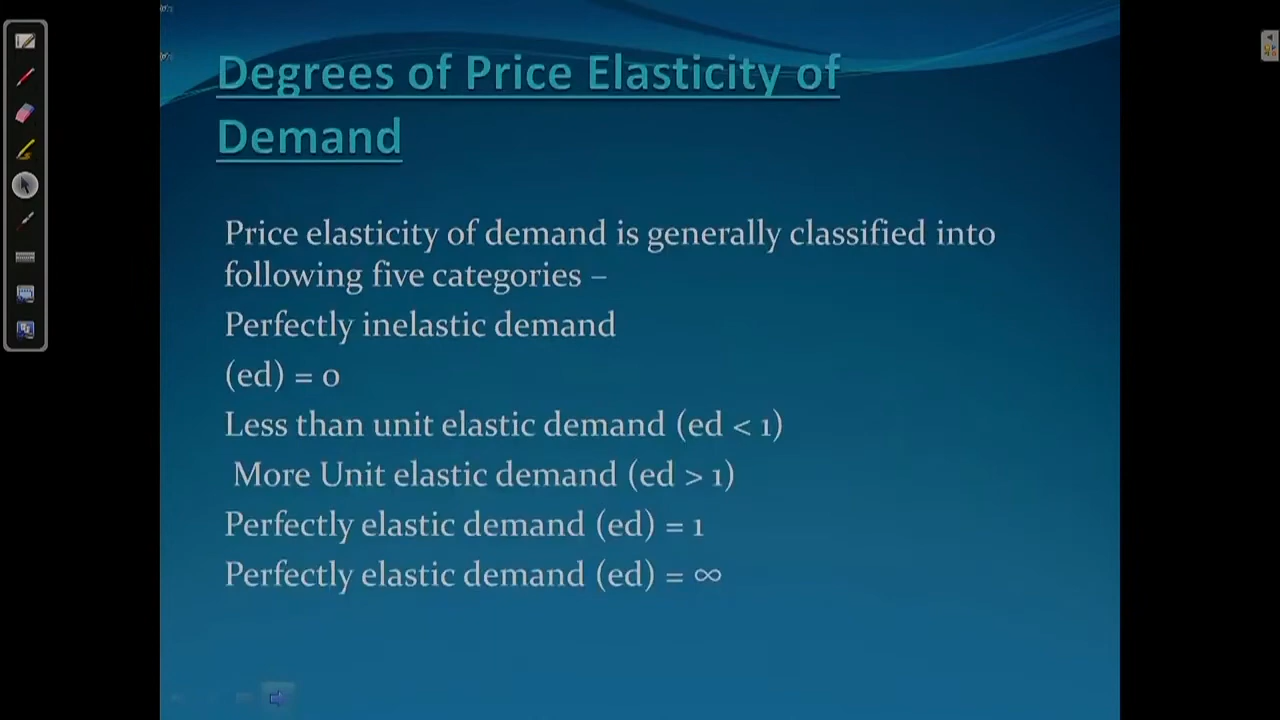 Degrees of Price Elasticity of
Demand
Price elasticity of demand is generally classified into
following five categories –
Perfectly inelastic demand
(ed) = 0
Less than unit elastic demand (ed < 1)
More Unit elastic demand (ed > 1)
Perfectly elastic demand (ed) = 1
Perfectly elastic demand (ed) = ∞